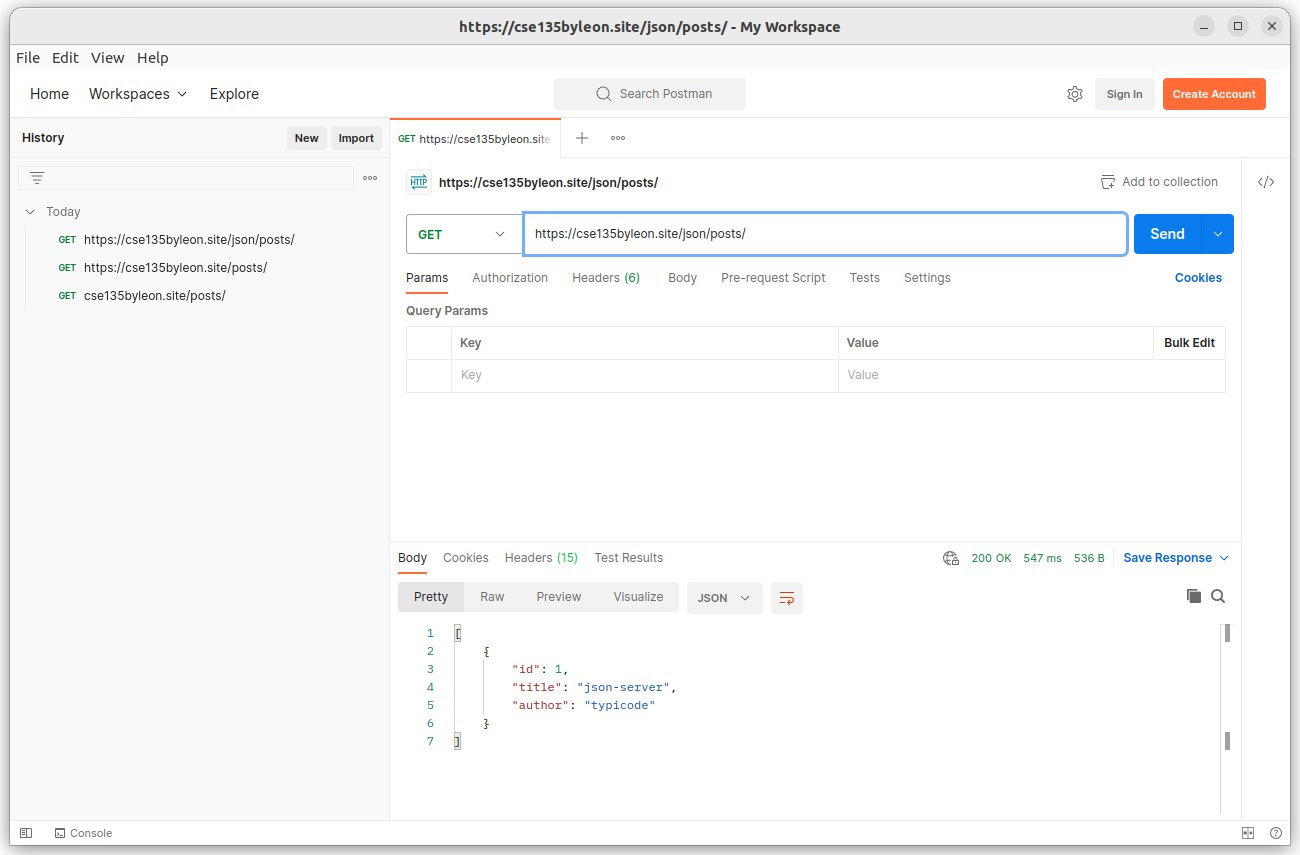 https://cse135byleon.site/json/posts/ - My Workspace
File Edit View Help
Home Workspaces Explore Search Postman Sign In Create Account
History New Import
GET https://cse135byleon.site
HTTP https://cse135byleon.site/json/posts/ Add to collection </>
Today
GET https://cse135byleon.site/json/posts/
GET https://cse135byleon.site/posts/
GET cse135byleon.site/posts/
GET https://cse135byleon.site/json/posts/ Send
Params Authorization Headers (6) Body Pre-request Script Tests Settings Cookies
Query Params
Key Value Bulk Edit
Key Value
Body Cookies Headers (15) Test Results 200 OK 547 ms 536 B Save Response
Pretty Raw Preview Visualize JSON
1 [
2 {
3 "id": 1,
4 "title": "json-server",
5 "author": "typicode"
6 }
7 ]
Console